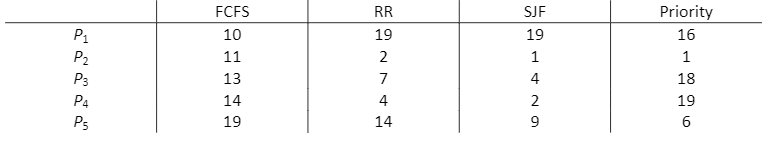 FCFS RR SJF Priority
P1 10 19 19 16
P2 11 2 1 1
P3 13 7 4 18
P4 14 4 2 19
P5 19 14 9 6